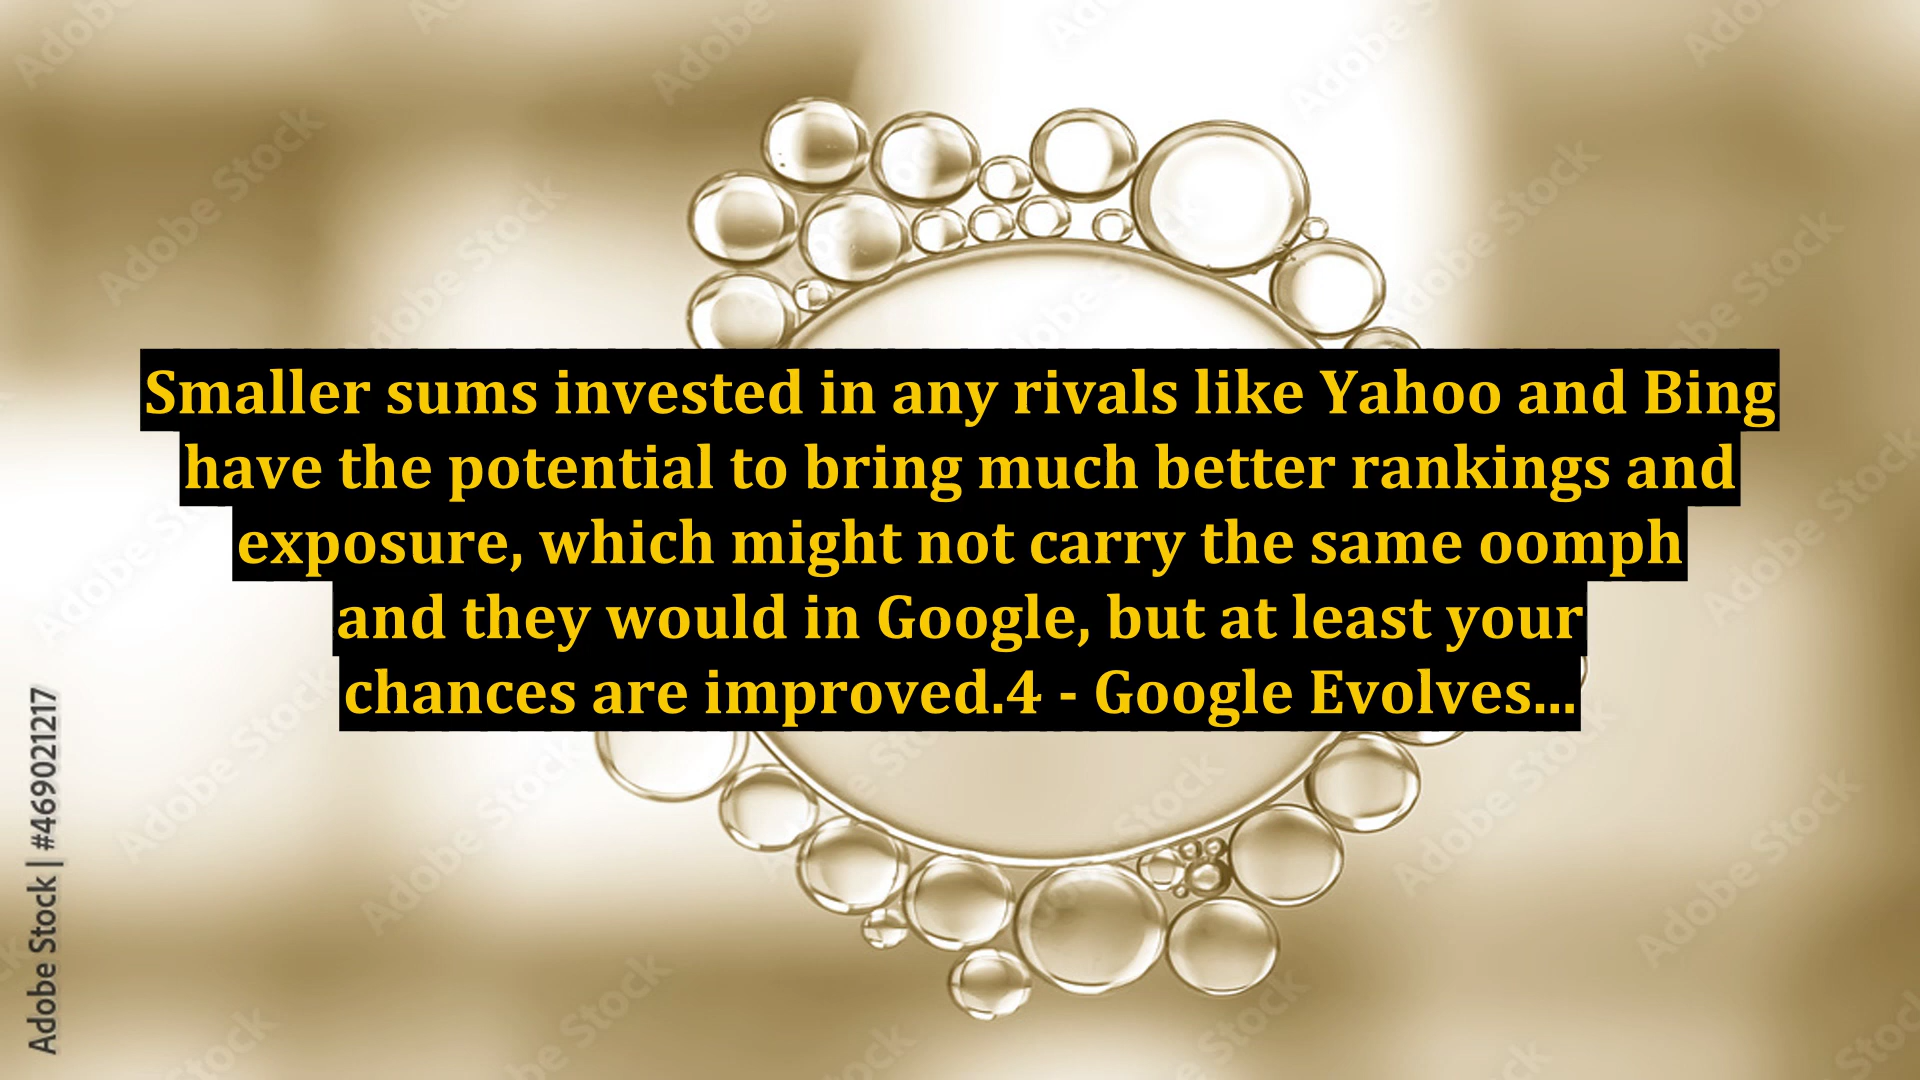 Smaller sums invested in any rivals like Yahoo and Bing
have the potential to bring much better rankings and
exposure, which might not carry the same oomph
and they would in Google, but at least your
chances are improved.4 - Google Evolves...
Adobe Stock | #469021217